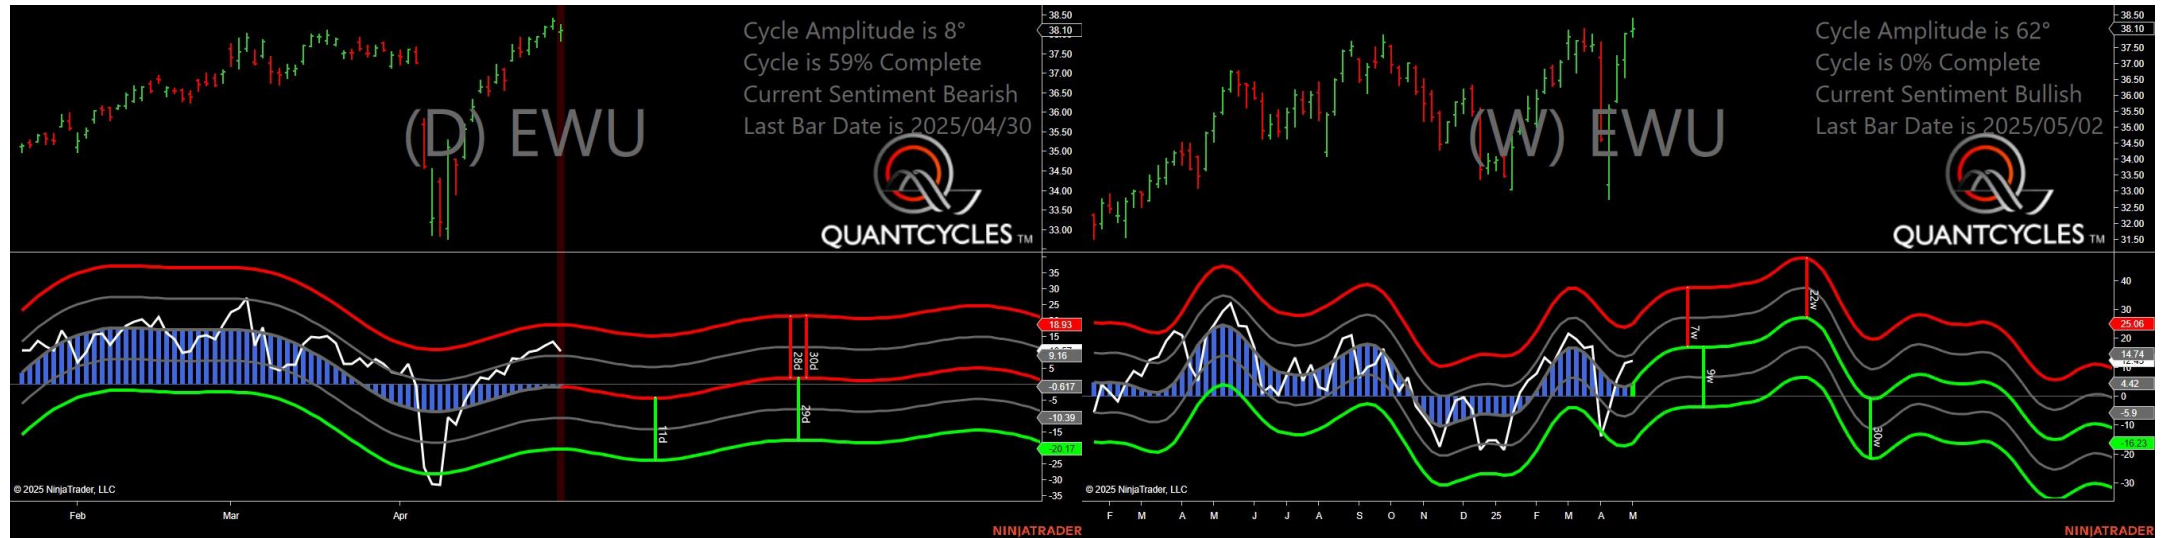 Cycle Amplitude is 8°
Cycle is 59% Complete
Current Sentiment Bearish
Last Bar Date is 2025/04/30
(D) EWU
QUANTCYCLES TM
38.50
38.10
37.50
37.00
36.50
36.00
35.50
35.00
34.50
34.00
33.50
33.00
35
30
25
18.93
15
9.16
5
-0.617
-5
-10.39
-15
-20.17
-25
-30
-35
28d
30d
29d
11d
© 2025 NinjaTrader, LLC
Feb
Mar
Apr
NINJATRADER
Cycle Amplitude is 62°
Cycle is 0% Complete
Current Sentiment Bullish
Last Bar Date is 2025/05/02
(W) EWU
QUANTCYCLES TM
38.50
38.10
37.50
37.00
36.50
36.00
35.50
35.00
34.50
34.00
33.50
33.00
32.50
32.00
31.50
40
30
25.06
20
14.74
10
4.42
0
-5.9
-10
-16.23
-20
-30
7w
22w
9w
30w
© 2025 NinjaTrader, LLC
F M A M J J A S O N D 25 F M A M
NINJATRADER